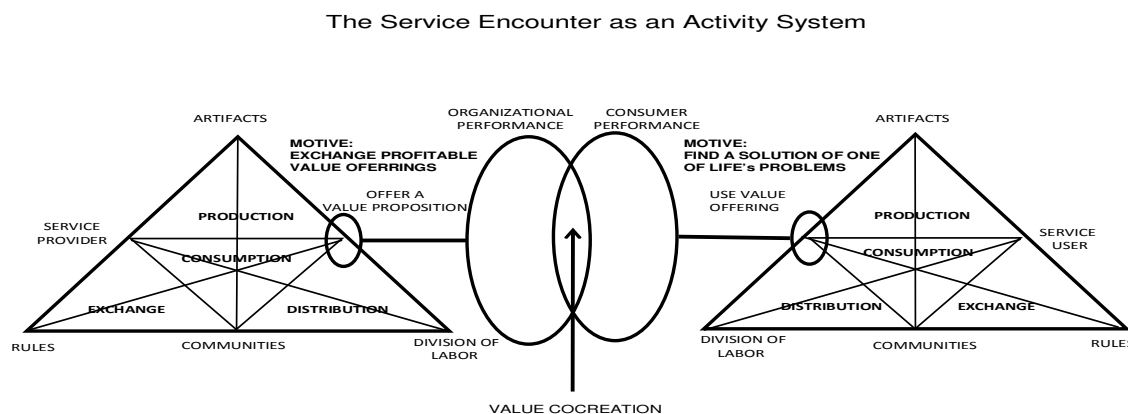 The Service Encounter as an Activity System
ORGANIZATIONAL
PERFORMANCE
CONSUMER
PERFORMANCE
ARTIFACTS
ARTIFACTS
MOTIVE:
EXCHANGE PROFITABLE
VALUE OFERRINGS
MOTIVE:
FIND A SOLUTION OF ONE
OF LIFE's PROBLEMS
OFFER A
VALUE PROPOSITION
USE VALUE
OFFERING
PRODUCTION
PRODUCTION
SERVICE
PROVIDER
SERVICE
USER
CONSUMPTION
CONSUMPTION
EXCHANGE
DISTRIBUTION
DISTRIBUTION
EXCHANGE
RULES
COMMUNITIES
DIVISION OF
LABOR
DIVISION OF
LABOR
COMMUNITIES
RULES
VALUE COCREATION